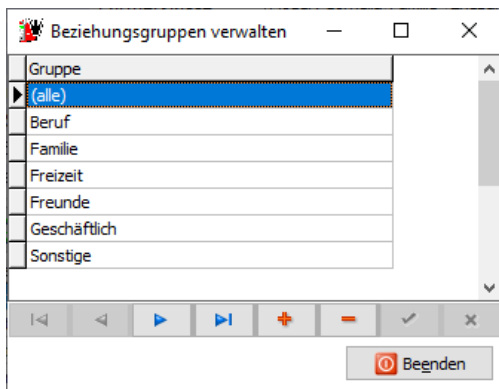 Beziehungsgruppen verwalten
Gruppe
(alle)
Beruf
Familie
Freizeit
Freunde
Geschäftlich
Sonstige
Beenden